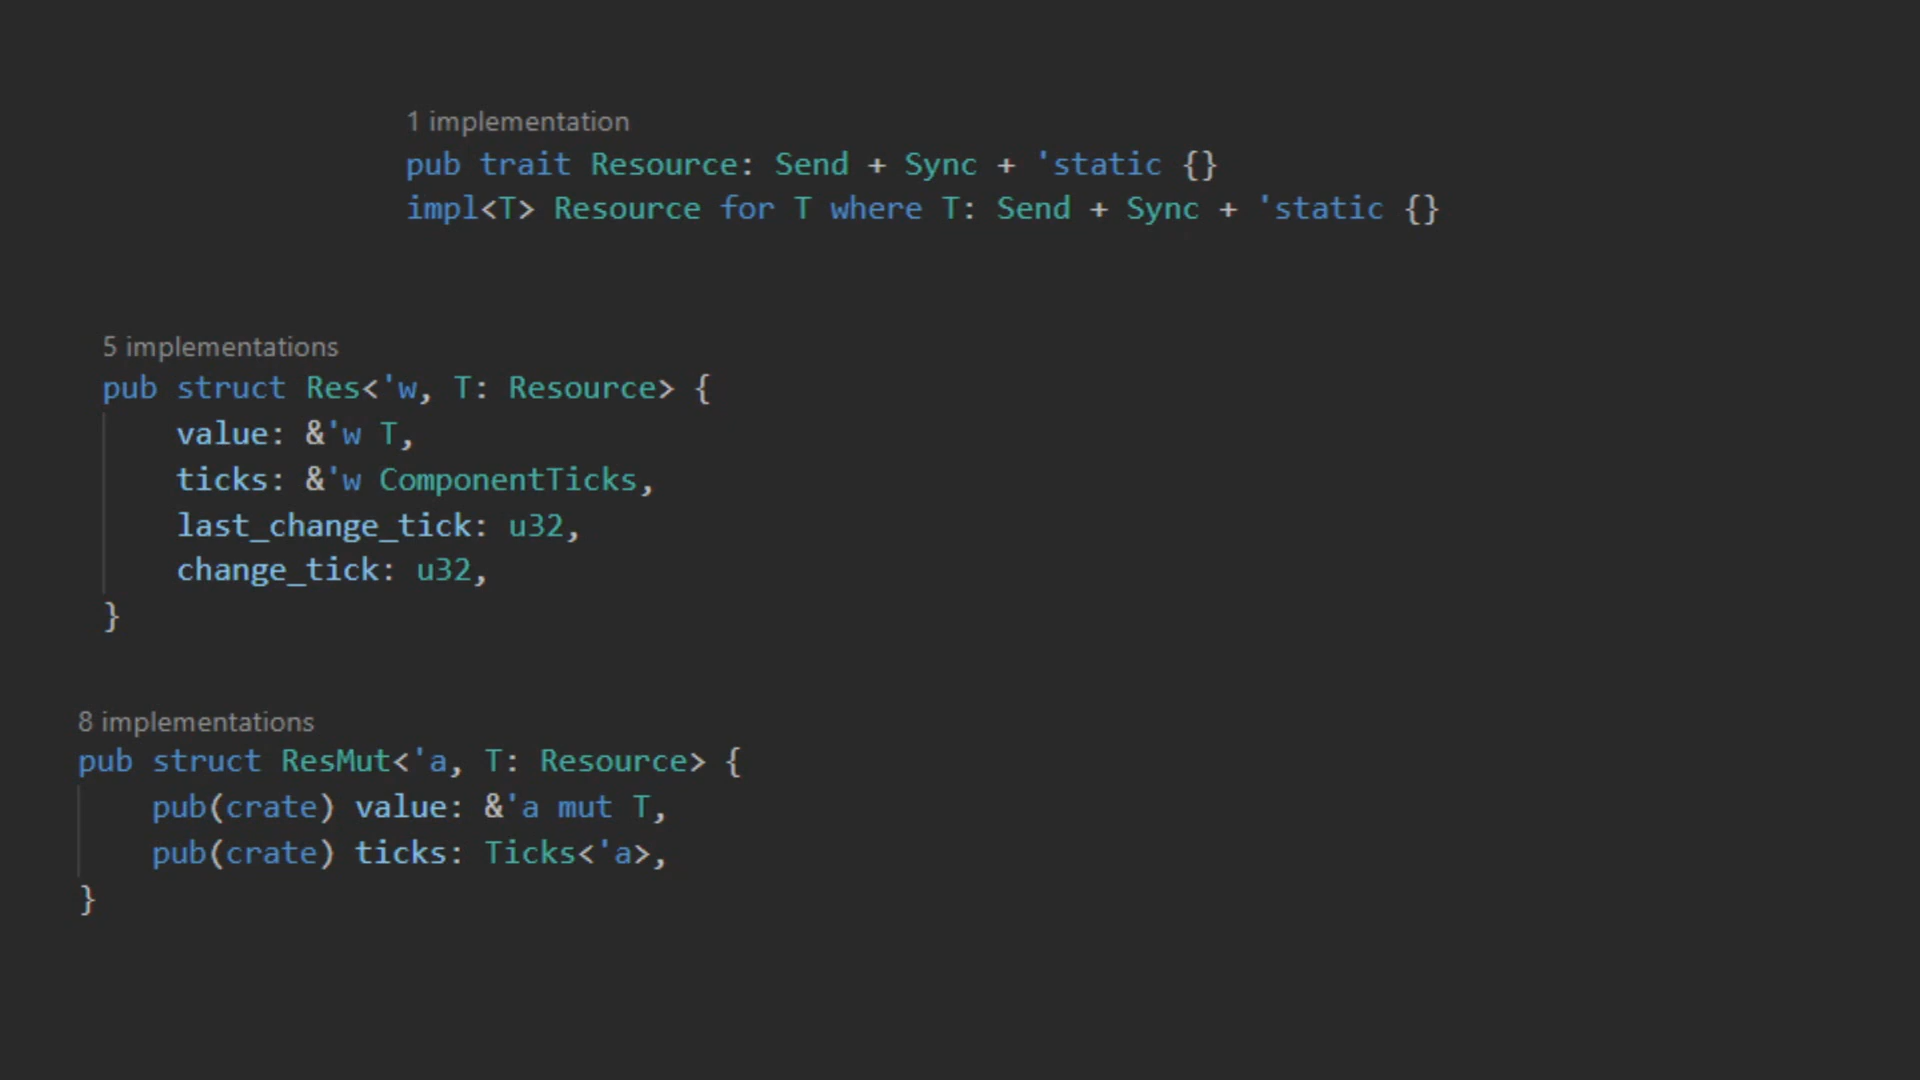 1 implementation
pub trait Resource: Send + Sync + 'static {}
impl<T> Resource for T where T: Send + Sync + 'static {}
5 implementations
pub struct Res<'w, T: Resource> {
    value: &'w T,
    ticks: &'w ComponentTicks,
    last_change_tick: u32,
    change_tick: u32,
}
8 implementations
pub struct ResMut<'a, T: Resource> {
    pub(crate) value: &'a mut T,
    pub(crate) ticks: Ticks<'a>,
}